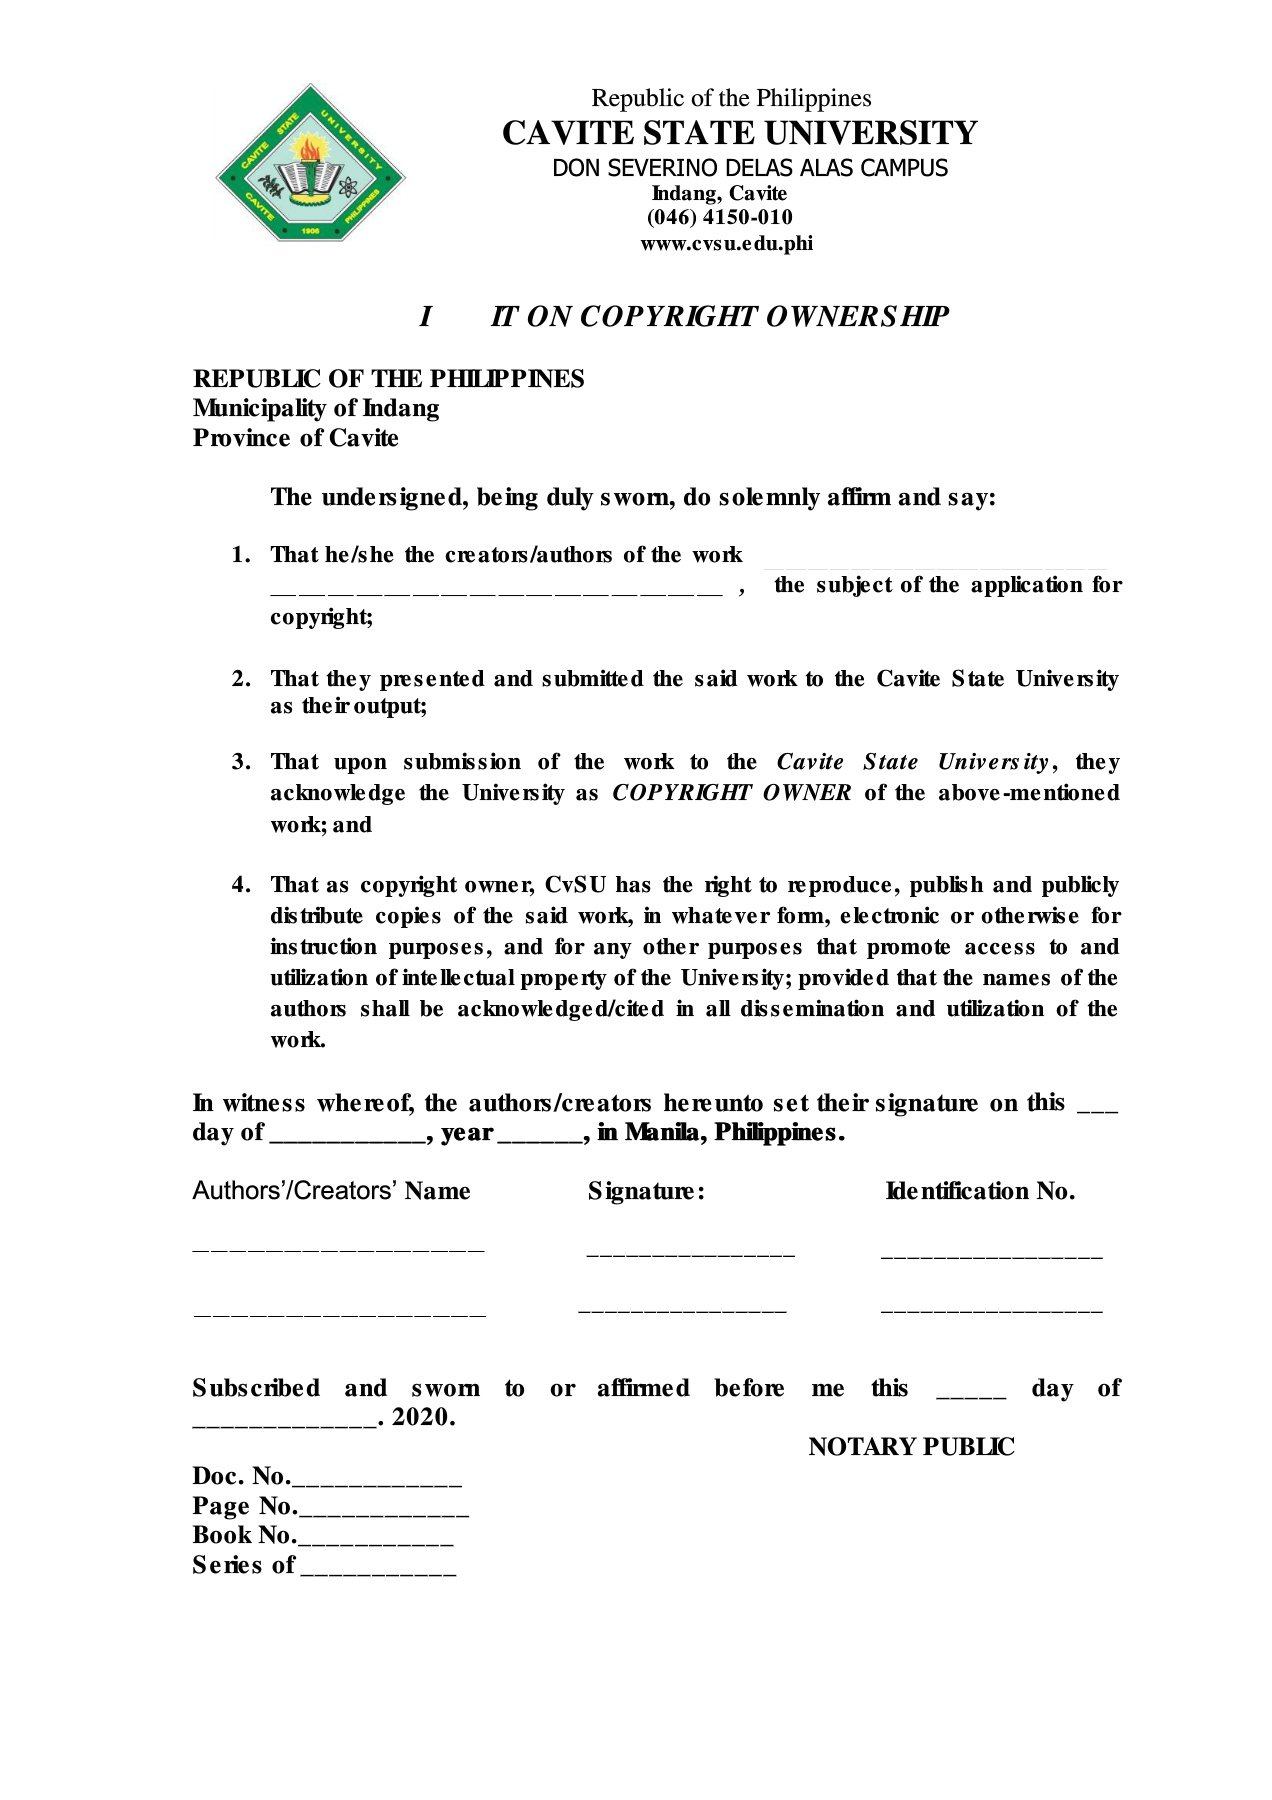 CAVITE STATE UNIVERSITY
CAVITE PHILIPPINES
1906
Republic of the Philippines
CAVITE STATE UNIVERSITY
DON SEVERINO DELAS ALAS CAMPUS
Indang, Cavite
(046) 4150-010
www.cvsu.edu.phi
I IT ON COPYRIGHT OWNERSHIP
REPUBLIC OF THE PHILIPPINES
Municipality of Indang
Province of Cavite
The undersigned, being duly sworn, do solemnly affirm and say:
1. That he/she the creators/authors of the work ________________
________________________________ , the subject of the application for
copyright;
2. That they presented and submitted the said work to the Cavite State University
as their output;
3. That upon submission of the work to the Cavite State University, they
acknowledge the University as COPYRIGHT OWNER of the above-mentioned
work; and
4. That as copyright owner, CvSU has the right to reproduce, publish and publicly
distribute copies of the said work, in whatever form, electronic or otherwise for
instruction purposes, and for any other purposes that promote access to and
utilization of intellectual property of the University; provided that the names of the
authors shall be acknowledged/cited in all dissemination and utilization of the
work.
In witness whereof, the authors/creators hereunto set their signature on this ___
day of ___________, year ______, in Manila, Philippines.
Authors’/Creators’ Name Signature: Identification No.
________________ ________________ _________________
________________ ________________ _________________
Subscribed and sworn to or affirmed before me this _____ day of
_____________. 2020.
NOTARY PUBLIC
Doc. No.____________
Page No.____________
Book No.___________
Series of ___________